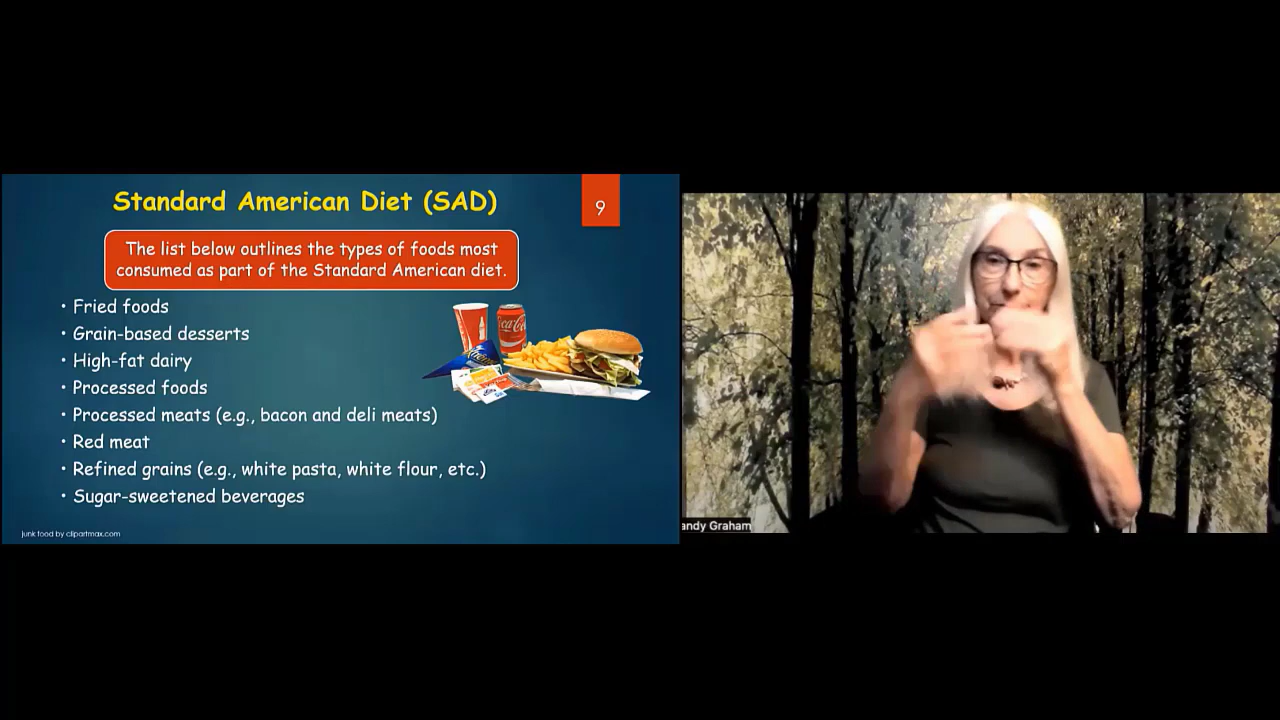 Standard American Diet (SAD)
9
The list below outlines the types of foods most
consumed as part of the Standard American diet.
• Fried foods
• Grain-based desserts
• High-fat dairy
• Processed foods
• Processed meats (e.g., bacon and deli meats)
• Red meat
• Refined grains (e.g., white pasta, white flour, etc.)
• Sugar-sweetened beverages
junk food by clipartmax.com
andy Graham